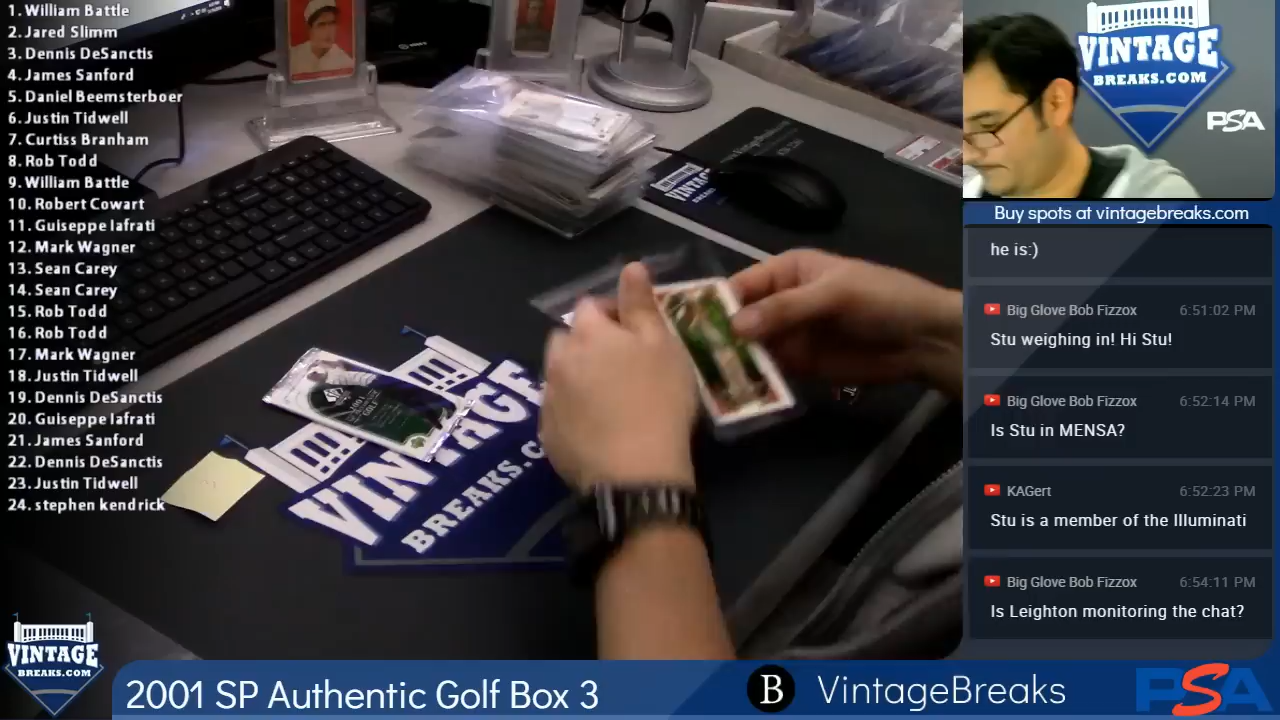 1. William Battle
2. Jared Slimm
3. Dennis DeSanctis
4. James Sanford
5. Daniel Beemsterboer
6. Justin Tidwell
7. Curtiss Branham
8. Rob Todd
9. William Battle
10. Robert Cowart
11. Guiseppe Iafrati
12. Mark Wagner
13. Sean Carey
14. Sean Carey
15. Rob Todd
16. Rob Todd
17. Mark Wagner
18. Justin Tidwell
19. Dennis DeSanctis
20. Guiseppe Iafrati
21. James Sanford
22. Dennis DeSanctis
23. Justin Tidwell
24. stephen kendrick
VINTAGE
BREAKS.C
2001
GOLF
VINTAGE
BREAKS.COM
PSA
Buy spots at vintagebreaks.com
he is:)
Big Glove Bob Fizzox 6:51:02 PM
Stu weighing in! Hi Stu!
Big Glove Bob Fizzox 6:52:14 PM
Is Stu in MENSA?
KAGert 6:52:23 PM
Stu is a member of the Illuminati
Big Glove Bob Fizzox 6:54:11 PM
Is Leighton monitoring the chat?
VINTAGE
BREAKS.COM
2001 SP Authentic Golf Box 3
B VintageBreaks
PSA